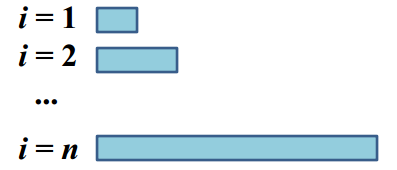 i = 1
i = 2
...
i = n